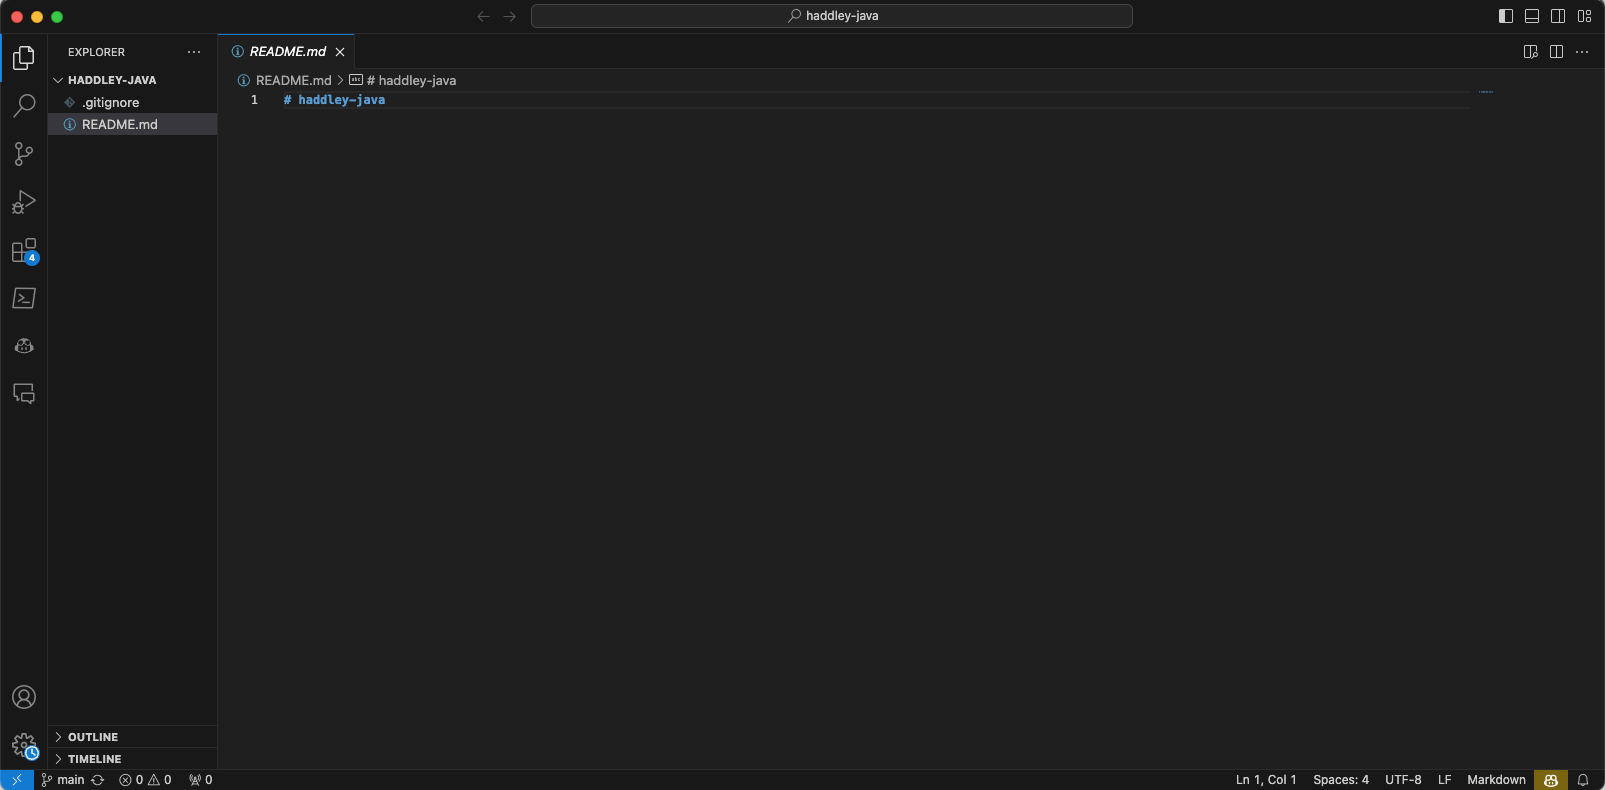 haddley-java
EXPLORER
README.md
HADDLEY-JAVA
README.md
# haddley-java
.gitignore
1
# haddley-java
README.md
4
OUTLINE
TIMELINE
main
0
0
0
Ln 1, Col 1
Spaces: 4
UTF-8
LF
Markdown